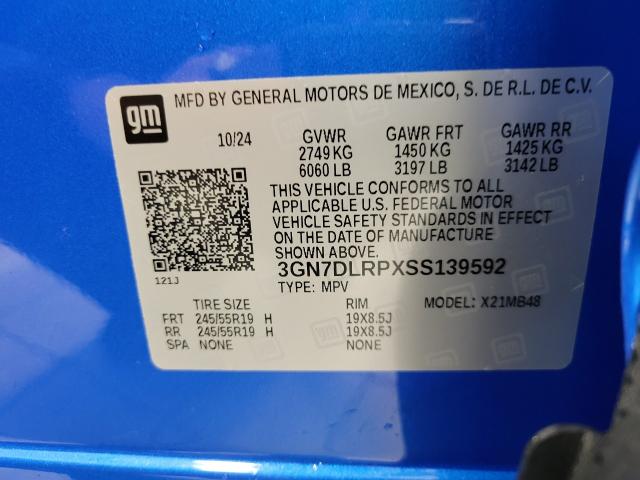 gm
MFD BY GENERAL MOTORS DE MEXICO, S. DE R.L. DE C.V.
10/24 GVWR GAWR FRT GAWR RR
2749 KG 1450 KG 1425 KG
6060 LB 3197 LB 3142 LB
THIS VEHICLE CONFORMS TO ALL
APPLICABLE U.S. FEDERAL MOTOR
VEHICLE SAFETY STANDARDS IN EFFECT
ON THE DATE OF MANUFACTURE
SHOWN ABOVE.
3GN7DLRPXSS139592
121J
TYPE: MPV
TIRE SIZE RIM MODEL: X21MB48
FRT 245/55R19 H 19X8.5J
RR 245/55R19 H 19X8.5J
SPA NONE NONE